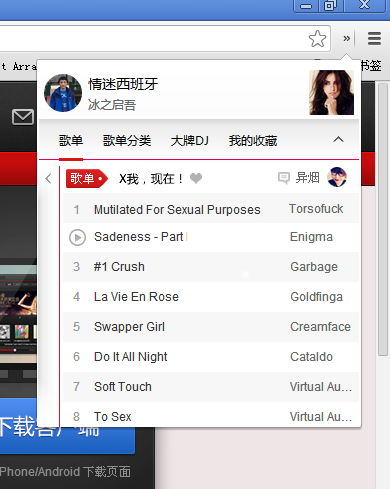 »
t Arra
书签
情迷西班牙
冰之启吾
歌单 歌单分类 大牌DJ 我的收藏
歌单 X我，现在！ 异烟
1 Mutilated For Sexual Purposes Torsofuck
Sadeness - Part I Enigma
3 #1 Crush Garbage
4 La Vie En Rose Goldfinga
5 Swapper Girl Creamface
6 Do It All Night Cataldo
7 Soft Touch Virtual Au...
8 To Sex Virtual Au...
下载客户端
Phone/Android 下载页面